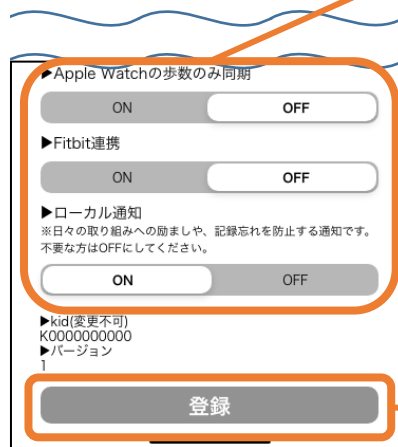 ▶Apple Watchの歩数のみ同期
ON OFF
▶Fitbit連携
ON OFF
▶ローカル通知
※日々の取り組みへの励ましや、記録忘れを防止する通知です。
不要な方はOFFにしてください。
ON OFF
▶kid(変更不可)
K0000000000
▶バージョン
1
登録